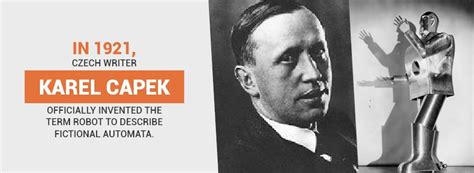 IN 1921,
CZECH WRITER
KAREL CAPEK
OFFICIALLY INVENTED THE
TERM ROBOT TO DESCRIBE
FICTIONAL AUTOMATA.